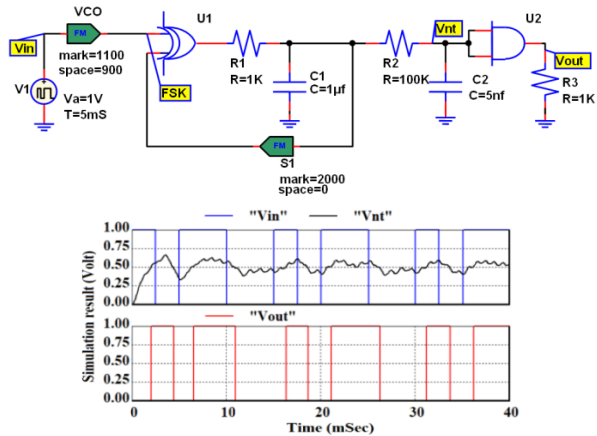 VCO
U1
Vnt
U2
Vin
FM
R1
R2
Vout
mark=1100
space=900
R=1K
C1
C=1µf
R=100K
C2
C=5nf
R3
R=1K
V1
FSK
Va=1V
T=5mS
FM
S1
mark=2000
space=0
"Vin" "Vnt"
1.00
0.75
0.50
0.25
0.00
"Vout"
1.00
0.75
0.50
0.25
0.00
Simulation result (Volt)
0 10 20 30 40
Time (mSec)